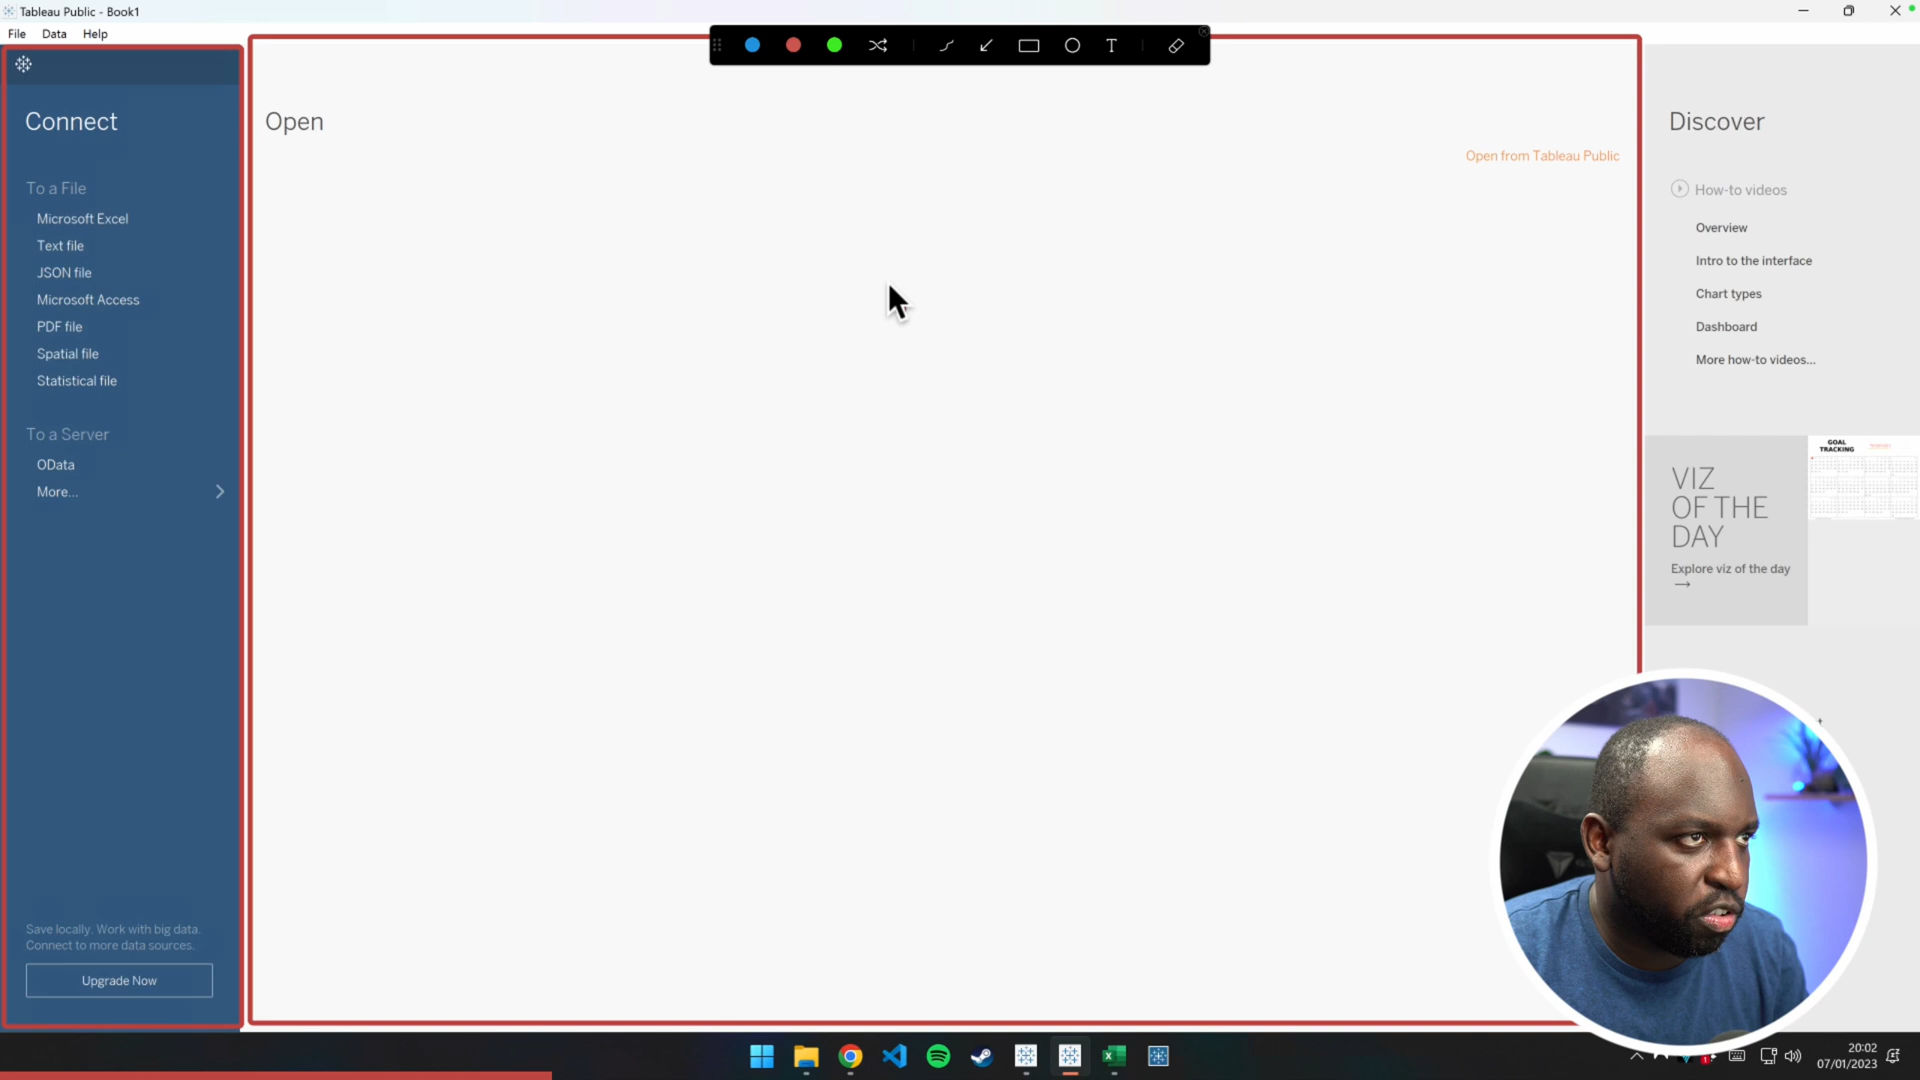 Tableau Public - Book1
File Data Help
Connect
To a File
Microsoft Excel
Text file
JSON file
Microsoft Access
PDF file
Spatial file
Statistical file
To a Server
OData
More...
Save locally. Work with big data.
Connect to more data sources.
Upgrade Now
T
Open
Open from Tableau Public
Discover
How-to videos
Overview
Intro to the interface
Chart types
Dashboard
More how-to videos...
VIZ
OF THE
DAY
Explore viz of the day
GOAL
TRACKING
20:02
07/01/2023